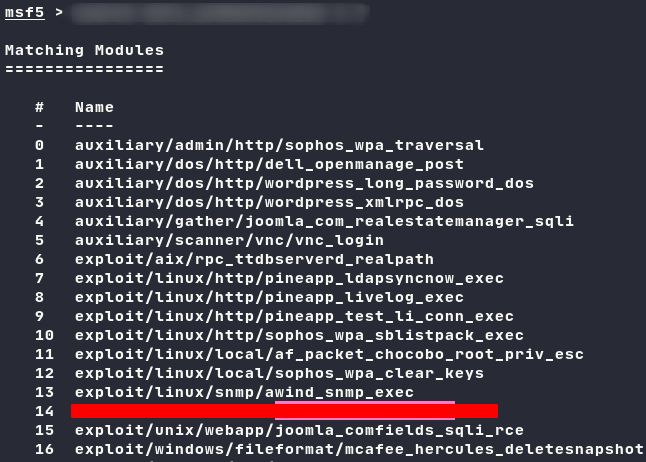 msf5 >
Matching Modules
================
# Name
- ----
0 auxiliary/admin/http/sophos_wpa_traversal
1 auxiliary/dos/http/dell_openmanage_post
2 auxiliary/dos/http/wordpress_long_password_dos
3 auxiliary/dos/http/wordpress_xmlrpc_dos
4 auxiliary/gather/joomla_com_realestatemanager_sqli
5 auxiliary/scanner/vnc/vnc_login
6 exploit/aix/rpc_ttdbserverd_realpath
7 exploit/linux/http/pineapp_ldapsyncnow_exec
8 exploit/linux/http/pineapp_livelog_exec
9 exploit/linux/http/pineapp_test_li_conn_exec
10 exploit/linux/http/sophos_wpa_sblistpack_exec
11 exploit/linux/local/af_packet_chocobo_root_priv_esc
12 exploit/linux/local/sophos_wpa_clear_keys
13 exploit/linux/snmp/awind_snmp_exec
14
15 exploit/unix/webapp/joomla_comfields_sqli_rce
16 exploit/windows/fileformat/mcafee_hercules_deletesnapshot